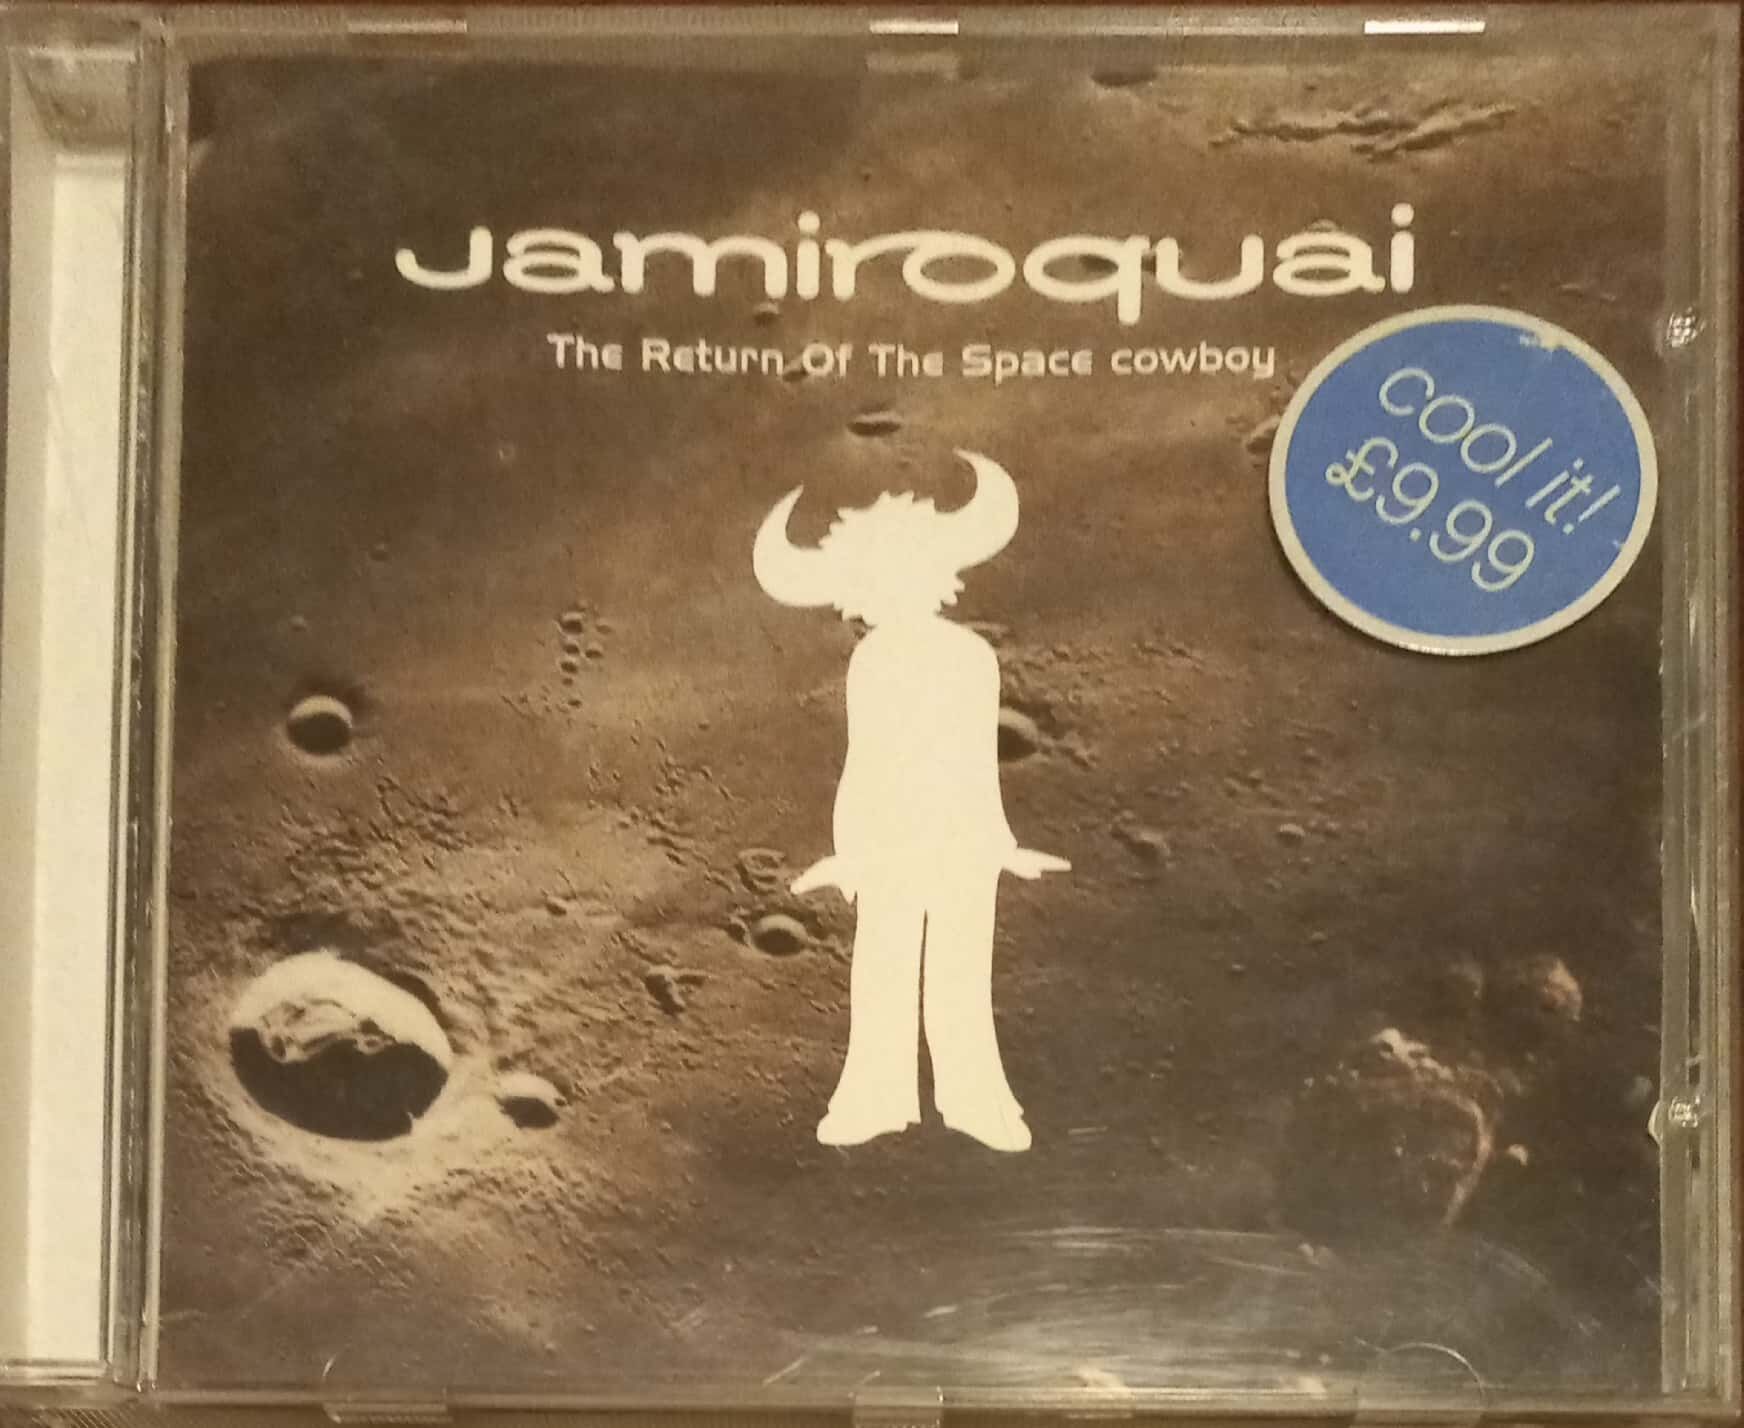 Jamiroquai
The Return Of The Space cowboy
cool it!
£9.99